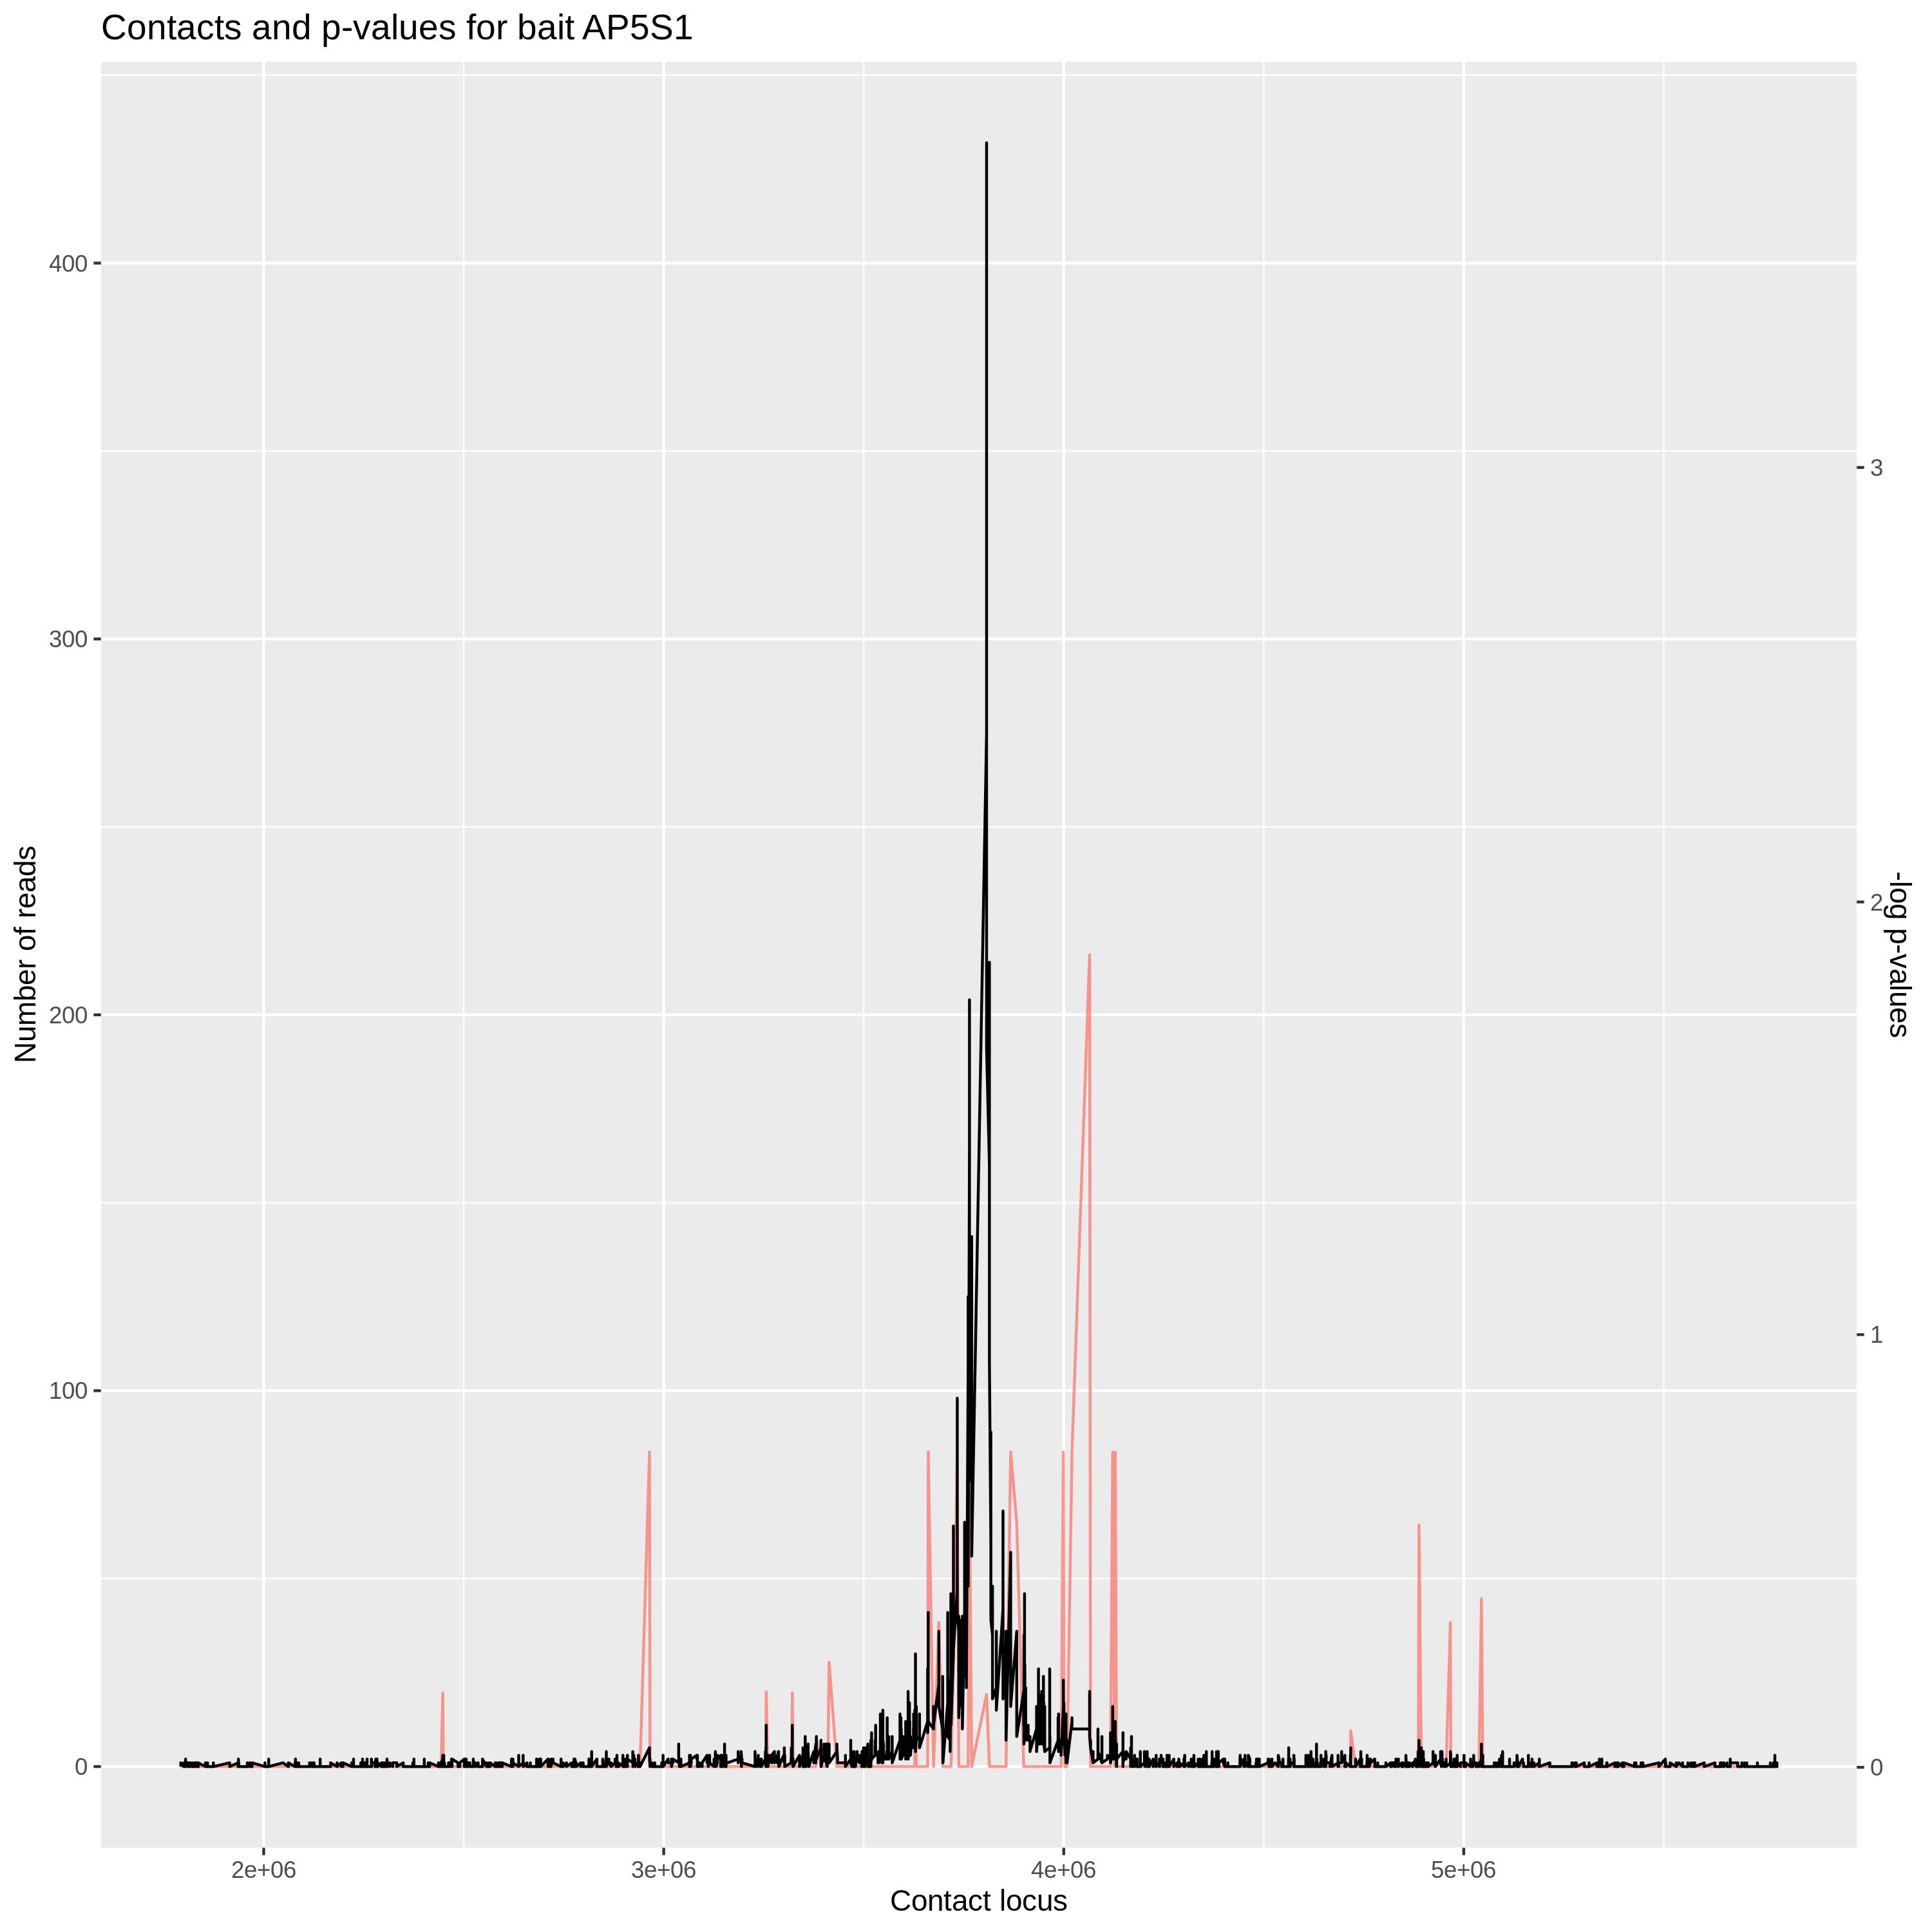 Contacts and p-values for bait AP5S1
400
300
200
100
0
Number of reads
3
2
1
0
-log p-values
2e+06
3e+06
4e+06
5e+06
Contact locus